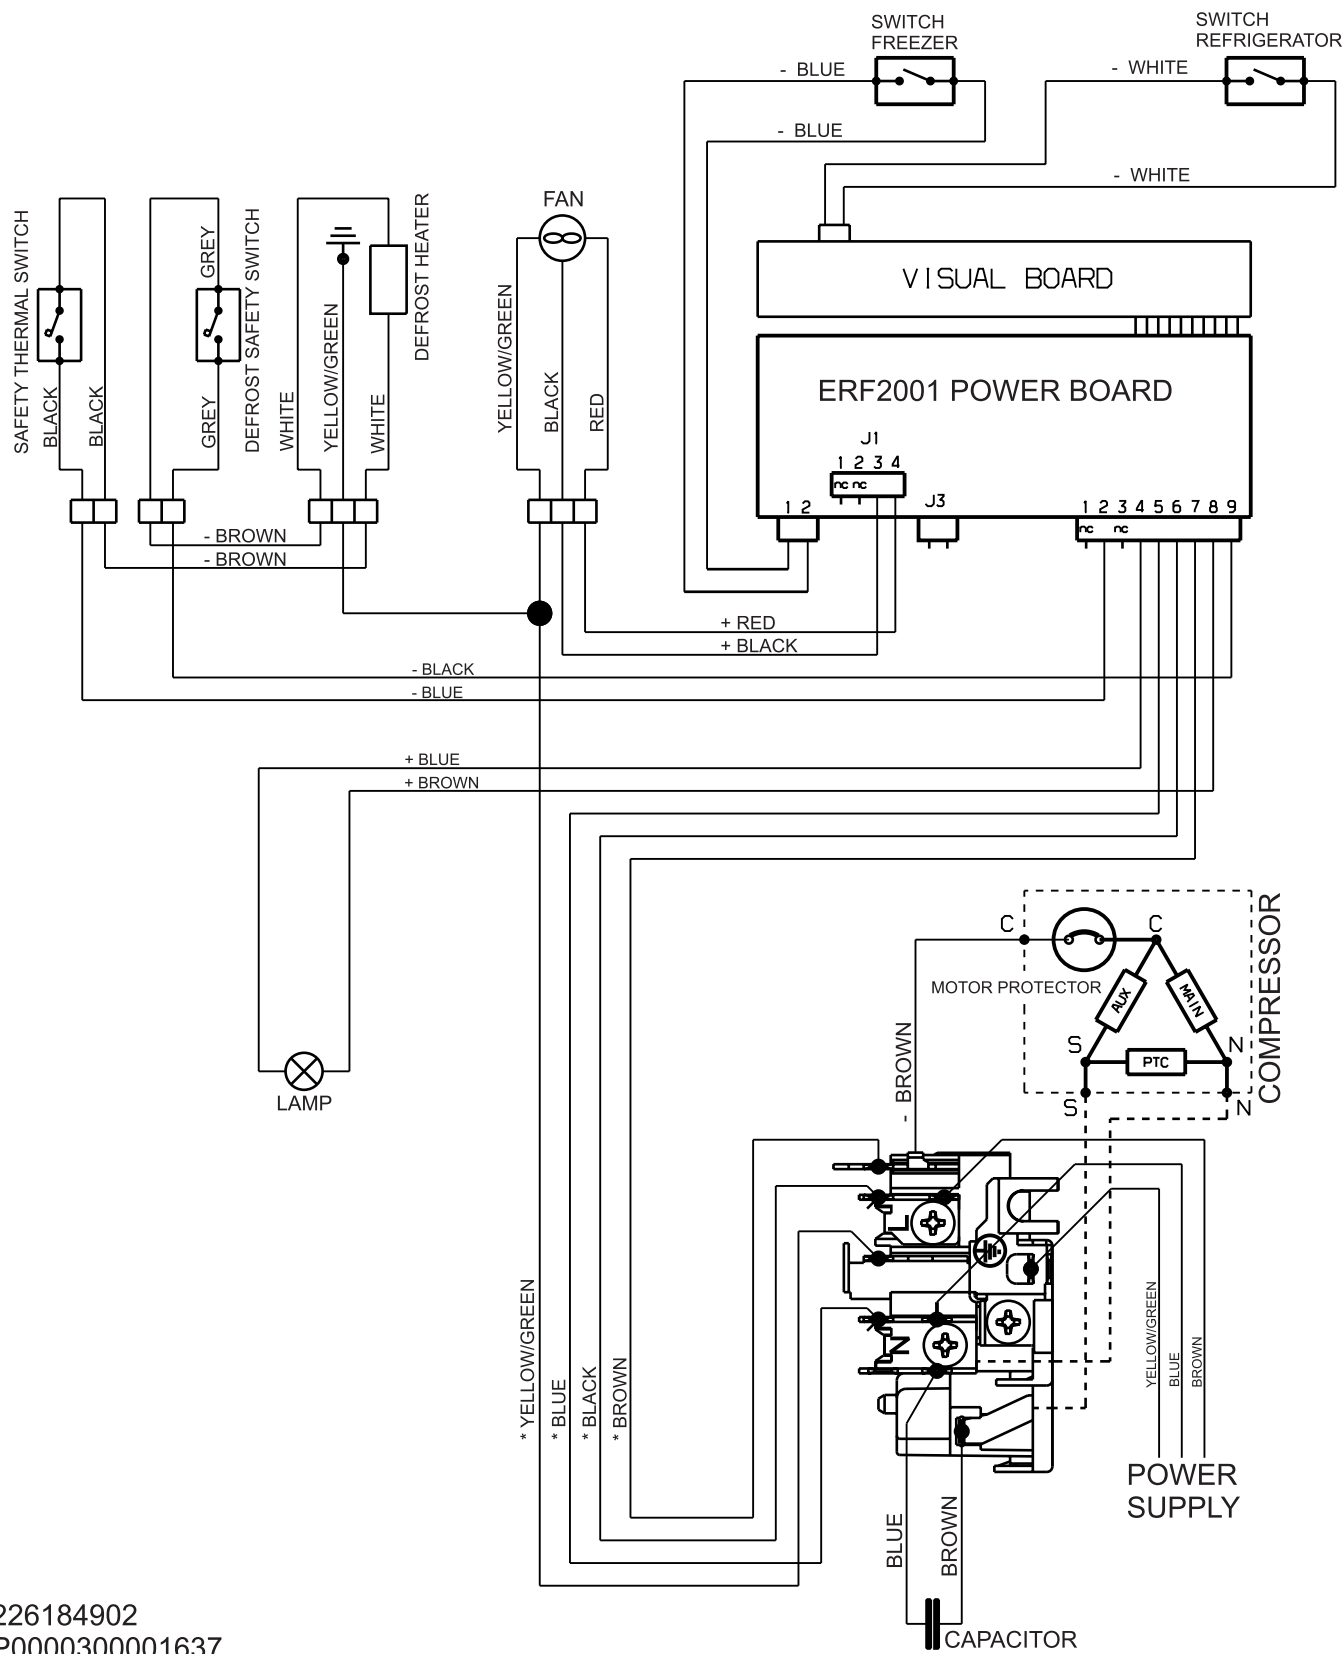 SWITCH
FREEZER
SWITCH
REFRIGERATOR
- BLUE
- WHITE
- BLUE
- WHITE
FAN
SAFETY THERMAL SWITCH
GREY
DEFROST SAFETY SWITCH
DEFROST HEATER
VISUAL BOARD
ERF2001 POWER BOARD
BLACK
BLACK
GREY
WHITE
YELLOW/GREEN
WHITE
YELLOW/GREEN
BLACK
RED
J1
1 2 3 4
nc nc
J3
1 2
1 2 3 4 5 6 7 8 9
nc nc
- BROWN
- BROWN
+ RED
+ BLACK
- BLACK
- BLUE
+ BLUE
+ BROWN
LAMP
C
C
MOTOR PROTECTOR
AUX
MAIN
S
PTC
N
S
N
COMPRESSOR
- BROWN
L
N
* YELLOW/GREEN
* BLUE
* BLACK
* BROWN
YELLOW/GREEN
BLUE
BROWN
POWER
SUPPLY
BLUE
BROWN
CAPACITOR
226184902
P0000300001637